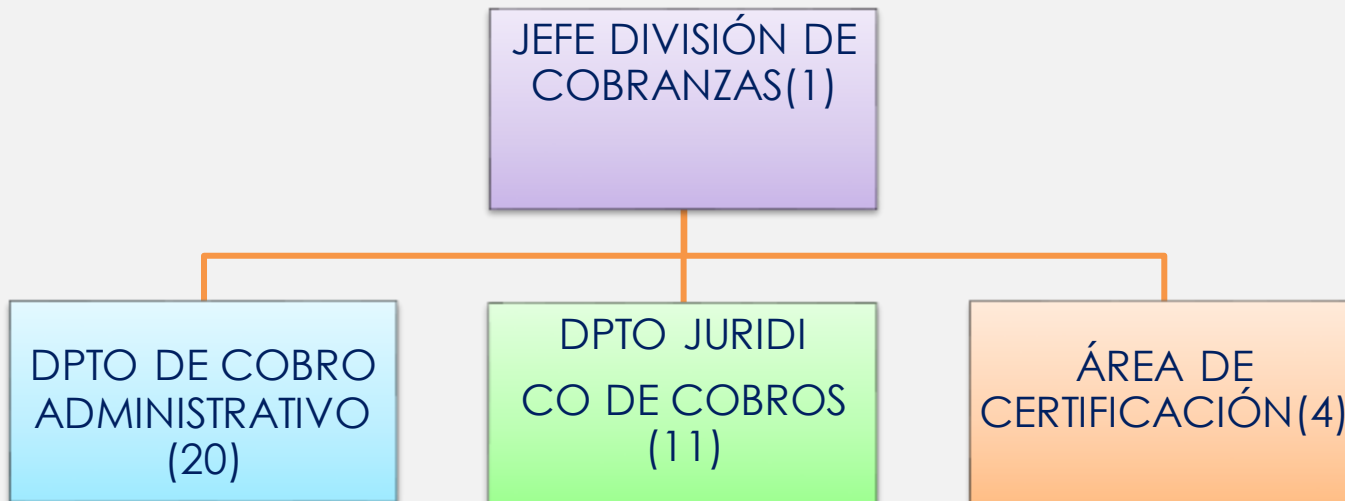 JEFE DIVISIÓN DE
COBRANZAS(1)
DPTO DE COBRO
ADMINISTRATIVO
(20)
DPTO JURIDI
CO DE COBROS
(11)
ÁREA DE
CERTIFICACIÓN(4)